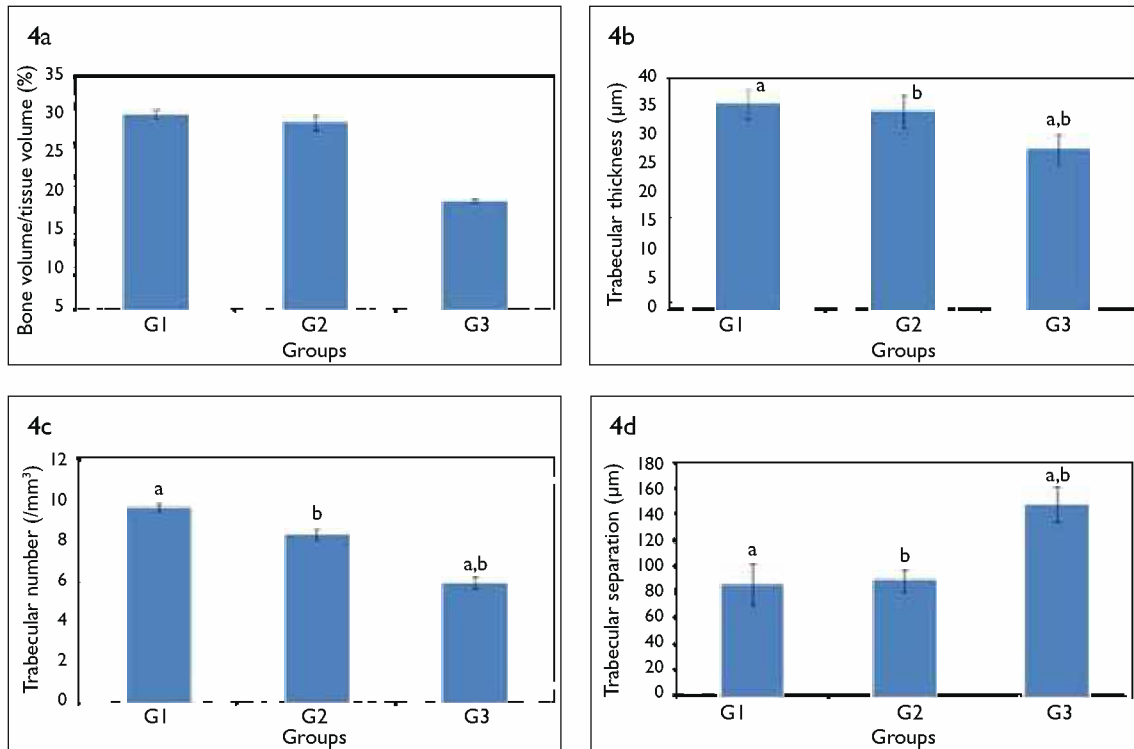 4a
Bone volume/tissue volume (%)
35
30
25
20
15
10
5
G1 G2 G3
Groups
4b
Trabecular thickness (µm)
40
35
30
25
20
15
10
5
0
a
b
a,b
G1 G2 G3
Groups
4c
Trabecular number (/mm³)
12
10
8
6
4
2
0
a
b
a,b
G1 G2 G3
Groups
4d
Trabecular separation (µm)
180
160
140
120
100
80
60
40
20
0
a
b
a,b
G1 G2 G3
Groups